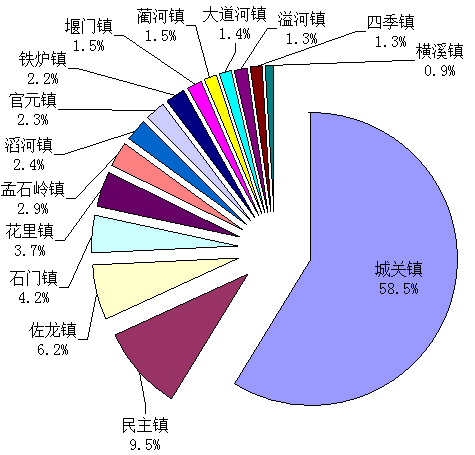 蔺河镇
1.5%
大道河镇
1.4%
溢河镇
1.3%
四季镇
1.3%
横溪镇
0.9%
堰门镇
1.5%
铁炉镇
2.2%
官元镇
2.3%
滔河镇
2.4%
孟石岭镇
2.9%
花里镇
3.7%
石门镇
4.2%
佐龙镇
6.2%
民主镇
9.5%
城关镇
58.5%